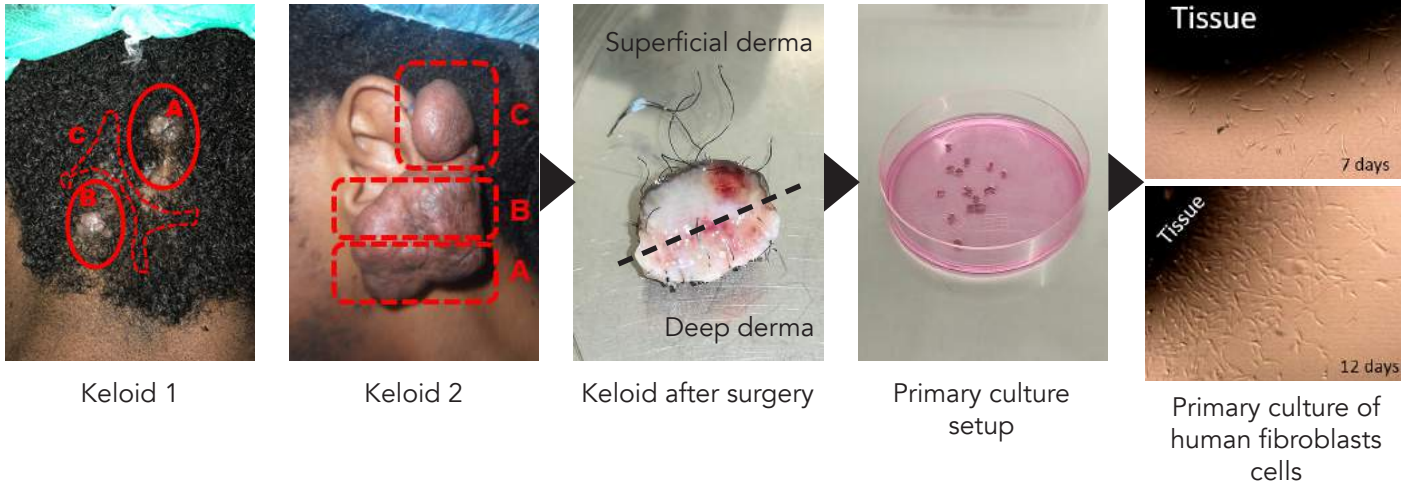 A
C
B
Keloid 1
C
B
A
Keloid 2
Superficial derma
Deep derma
Keloid after surgery
Primary culture
setup
Tissue
7 days
Tissue
12 days
Primary culture of
human fibroblasts
cells